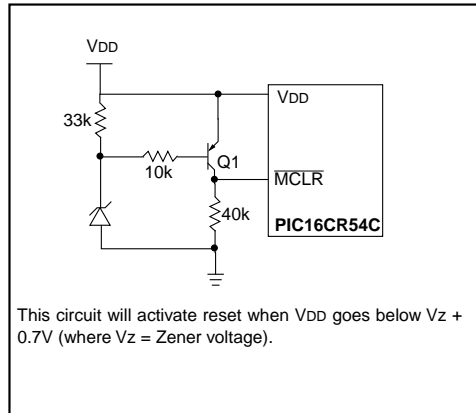 VDD
VDD
33k
Q1
10k
MCLR
40k
PIC16CR54C
This circuit will activate reset when VDD goes below Vz +
0.7V (where Vz = Zener voltage).